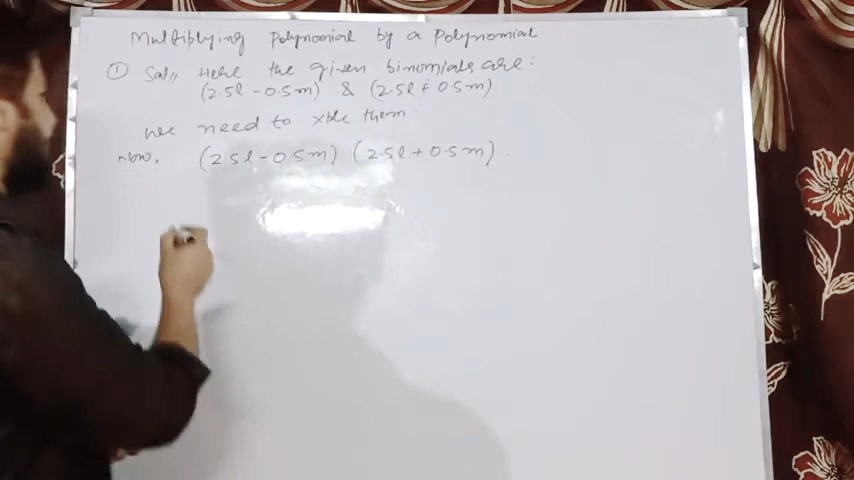 Multiplying Polynomial by a Polynomial
① Sol// Here the given binomials are:
(2.5l - 0.5m) & (2.5l + 0.5m)
we need to xple them.
Now, (2.5l - 0.5m) (2.5l + 0.5m).